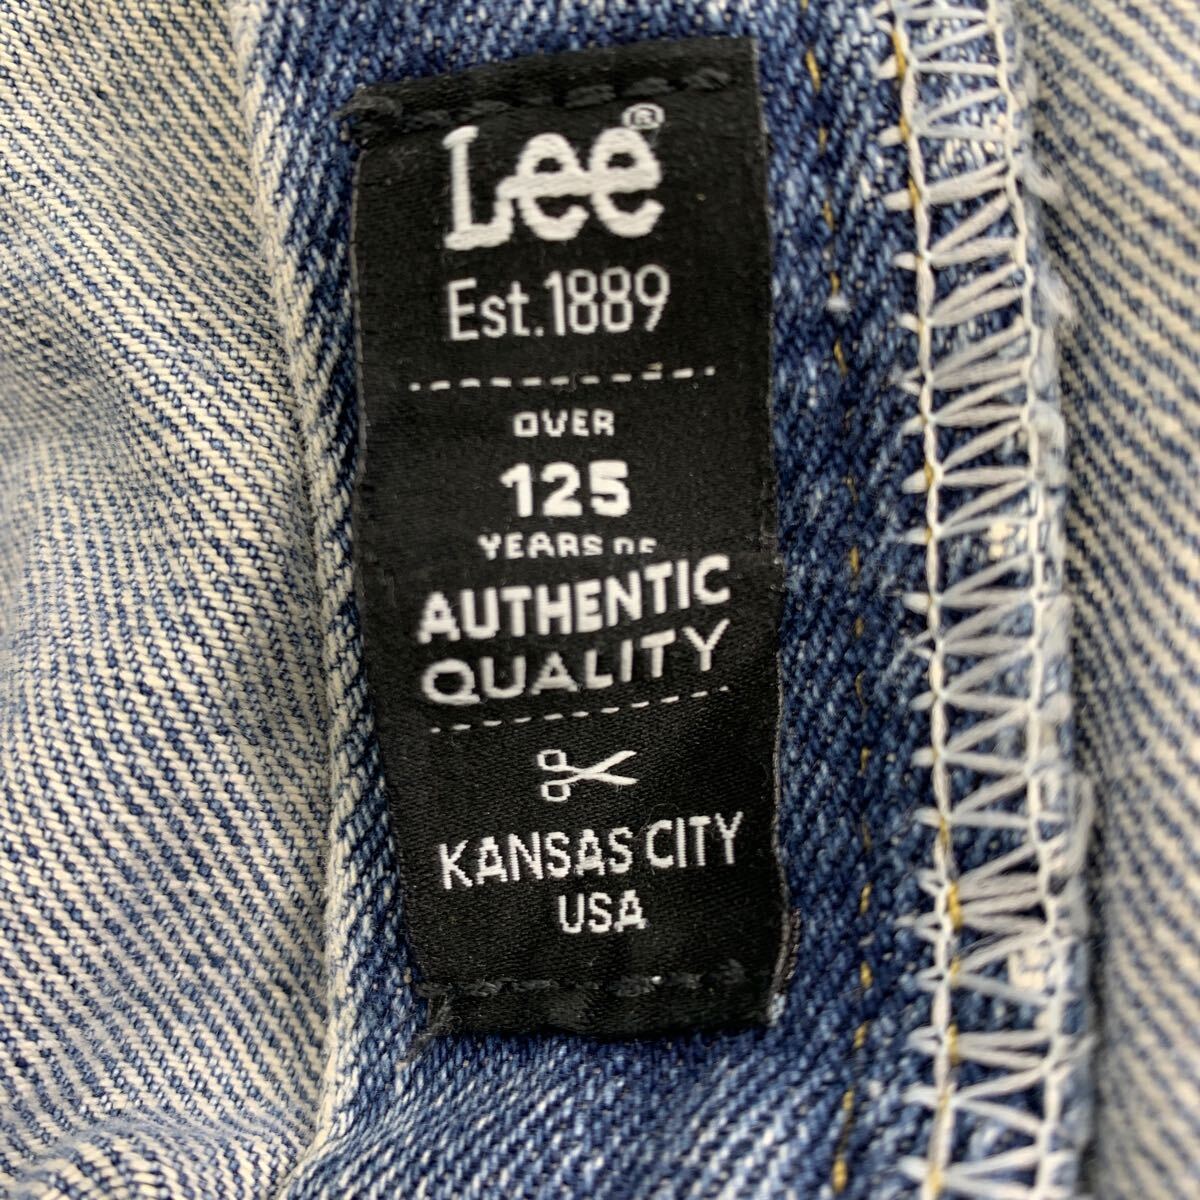 Lee®
Est. 1889
OVER
125
YEARS OF
AUTHENTIC
QUALITY
KANSAS CITY
USA